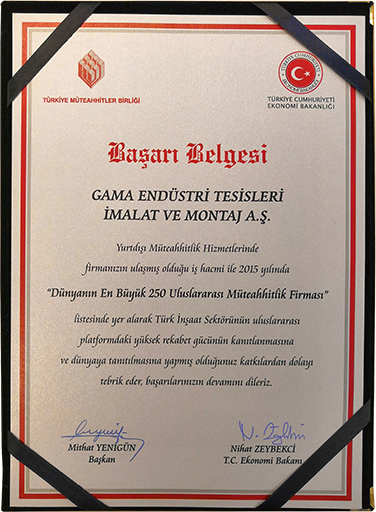 TÜRKİYE MÜTEAHHİTLER BİRLİĞİ
TÜRKİYE CUMHURİYETİ
EKONOMİ BAKANLIĞI
Başarı Belgesi
GAMA ENDÜSTRİ TESİSLERİ
İMALAT VE MONTAJ A.Ş.
Yurtdışı Müteahhitlik Hizmetlerinde
firmanızın ulaşmış olduğu iş hacmi ile 2015 yılında
“Dünyanın En Büyük 250 Uluslararası Müteahhitlik Firması”
listesinde yer alarak Türk İnşaat Sektörünün uluslararası
platformdaki yüksek rekabet gücünün kanıtlanmasına
ve dünyaya tanıtılmasına yapmış olduğunuz katkılardan dolayı
tebrik eder, başarılarınızın devamını dileriz.
Mithat YENİGÜN
Başkan
Nihat ZEYBEKCİ
T.C. Ekonomi Bakanı